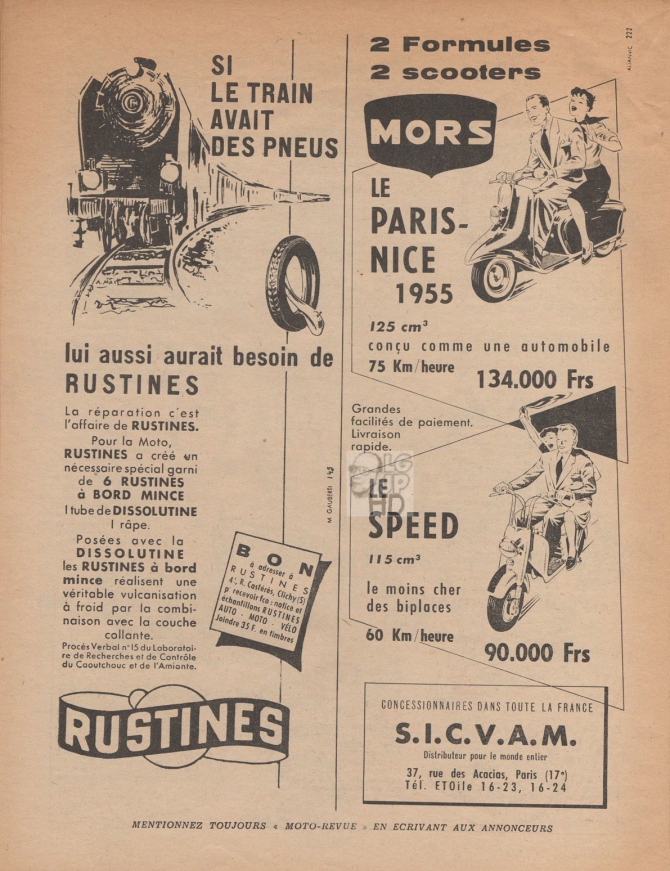 SI
LE TRAIN
AVAIT
DES PNEUS
lui aussi aurait besoin de
RUSTINES
La réparation c'est
l'affaire de RUSTINES.
Pour la Moto,
RUSTINES a créé un
nécessaire spécial garni
de 6 RUSTINES
à BORD MINCE
1 tube de DISSOLUTINE
1 râpe.
Posées avec la
DISSOLUTINE
les RUSTINES à bord
mince réalisent une
véritable vulcanisation
à froid par la combi-
naison avec la couche
collante.
Procés Verbal n° 15 du Laboratoi-
re de Recherches et de Contrôle
du Caoutchouc et de l'Amiante.
BON
à adresser à
RUSTINES
4, R. Castérès, Clichy (S)
pr recevoir fco : notice et
échantillons RUSTINES
AUTO - MOTO - VÉLO
Joindre 35 F. en timbres
M. GAUBERTI 145
RUSTINES
2 Formules
2 scooters
MORS
LE
PARIS-
NICE
1955
125 cm³
conçu comme une automobile
75 Km/heure
134.000 Frs
Grandes
facilités de paiement.
Livraison
rapide.
LE
SPEED
115 cm³
le moins cher
des biplaces
60 Km/heure
90.000 Frs
CONCESSIONNAIRES DANS TOUTE LA FRANCE
S.I.C.V.A.M.
Distributeur pour le monde entier
37, rue des Acacias, Paris (17e)
Tél. ETOile 16-23, 16-24
MENTIONNEZ TOUJOURS « MOTO-REVUE » EN ECRIVANT AUX ANNONCEURS